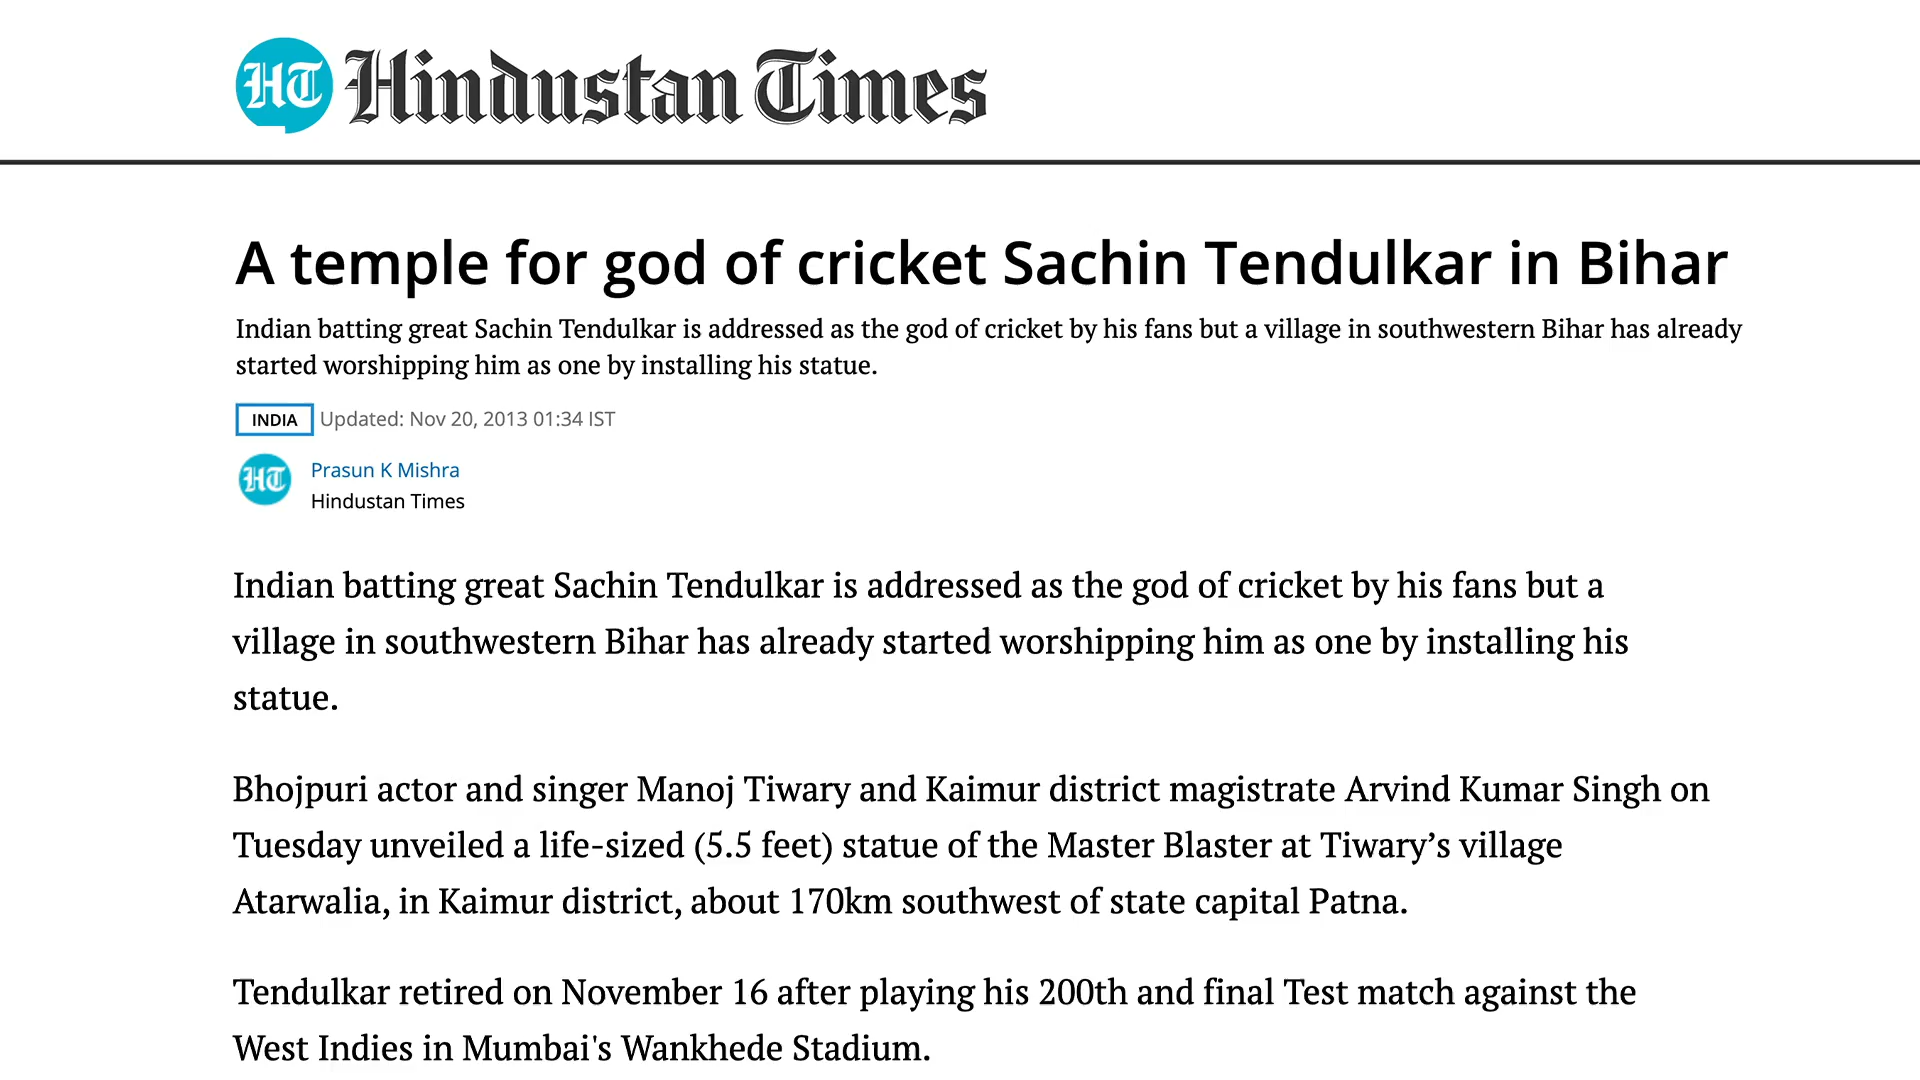 HT Hindustan Times
A temple for god of cricket Sachin Tendulkar in Bihar
Indian batting great Sachin Tendulkar is addressed as the god of cricket by his fans but a village in southwestern Bihar has already
started worshipping him as one by installing his statue.
INDIA Updated: Nov 20, 2013 01:34 IST
HT Prasun K Mishra
Hindustan Times
Indian batting great Sachin Tendulkar is addressed as the god of cricket by his fans but a
village in southwestern Bihar has already started worshipping him as one by installing his
statue.
Bhojpuri actor and singer Manoj Tiwary and Kaimur district magistrate Arvind Kumar Singh on
Tuesday unveiled a life-sized (5.5 feet) statue of the Master Blaster at Tiwary’s village
Atarwalia, in Kaimur district, about 170km southwest of state capital Patna.
Tendulkar retired on November 16 after playing his 200th and final Test match against the
West Indies in Mumbai's Wankhede Stadium.